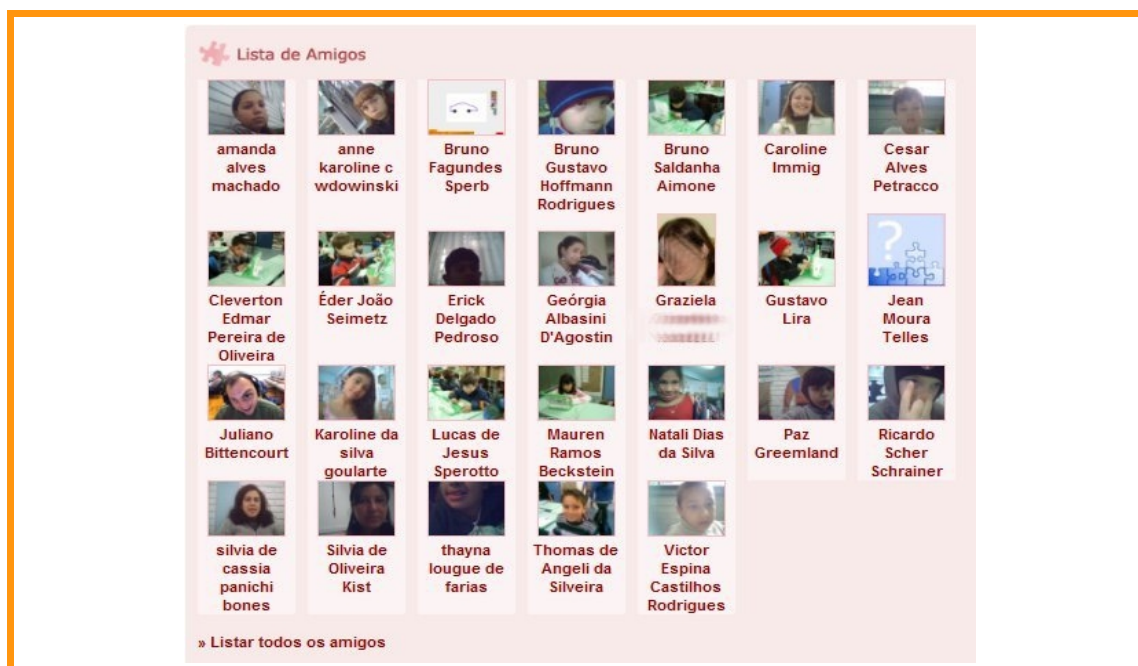 Lista de Amigos
amanda alves machado
anne karoline c wdowinski
Bruno Fagundes Sperb
Bruno Gustavo Hoffmann Rodrigues
Bruno Saldanha Aimone
Caroline Immig
Cesar Alves Petracco
Cleverton Edmar Pereira de Oliveira
Éder João Seimetz
Erick Delgado Pedroso
Geórgia Albasini D'Agostin
Graziela
Gustavo Lira
Jean Moura Telles
Juliano Bittencourt
Karoline da silva goularte
Lucas de Jesus Sperotto
Mauren Ramos Beckstein
Natali Dias da Silva
Paz Greemland
Ricardo Scher Schrainer
silvia de cassia panichi bones
Silvia de Oliveira Kist
thayna lougue de farias
Thomas de Angeli da Silveira
Victor Espina Castilhos Rodrigues
» Listar todos os amigos